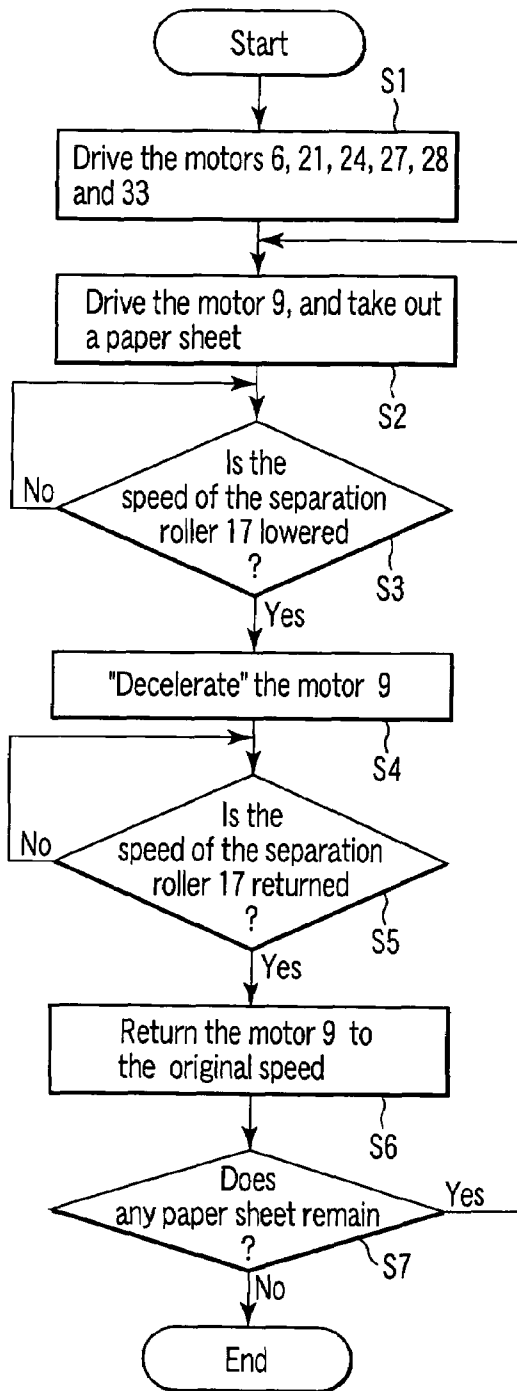 Start
S1
Drive the motors 6, 21, 24, 27, 28
and 33
Drive the motor 9, and take out
a paper sheet
S2
Is the
speed of the separation
roller 17 lowered
?
No
S3
Yes
"Decelerate" the motor 9
S4
Is the
speed of the separation
roller 17 returned
?
No
S5
Yes
Return the motor 9 to
the original speed
S6
Does
any paper sheet remain
?
Yes
S7
No
End